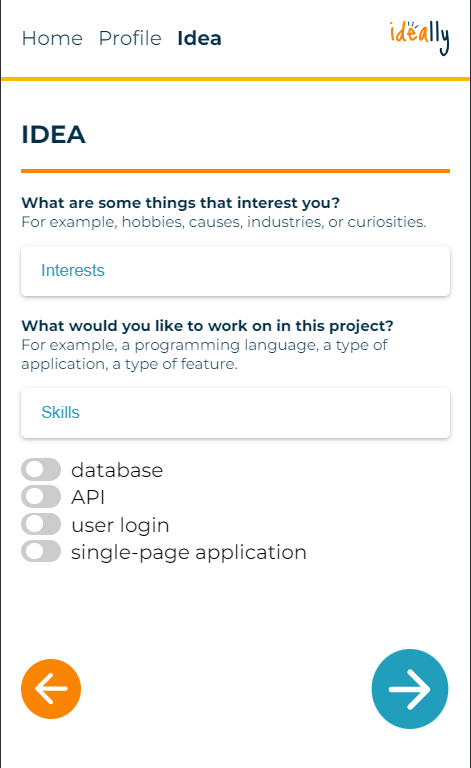 Home Profile Idea ideally
IDEA
What are some things that interest you?
For example, hobbies, causes, industries, or curiosities.
Interests
What would you like to work on in this project?
For example, a programming language, a type of
application, a type of feature.
Skills
database
API
user login
single-page application